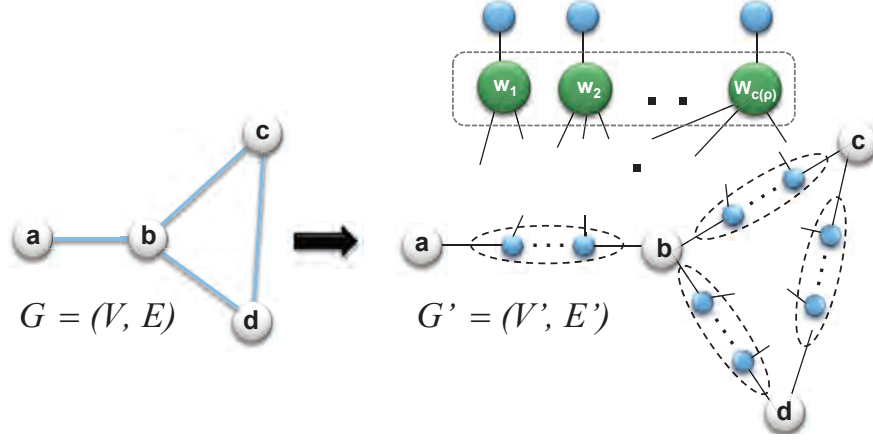 w1 w2 Wc(ρ)
c c
a b a b
G = (V, E) d G’ = (V’, E’)
d